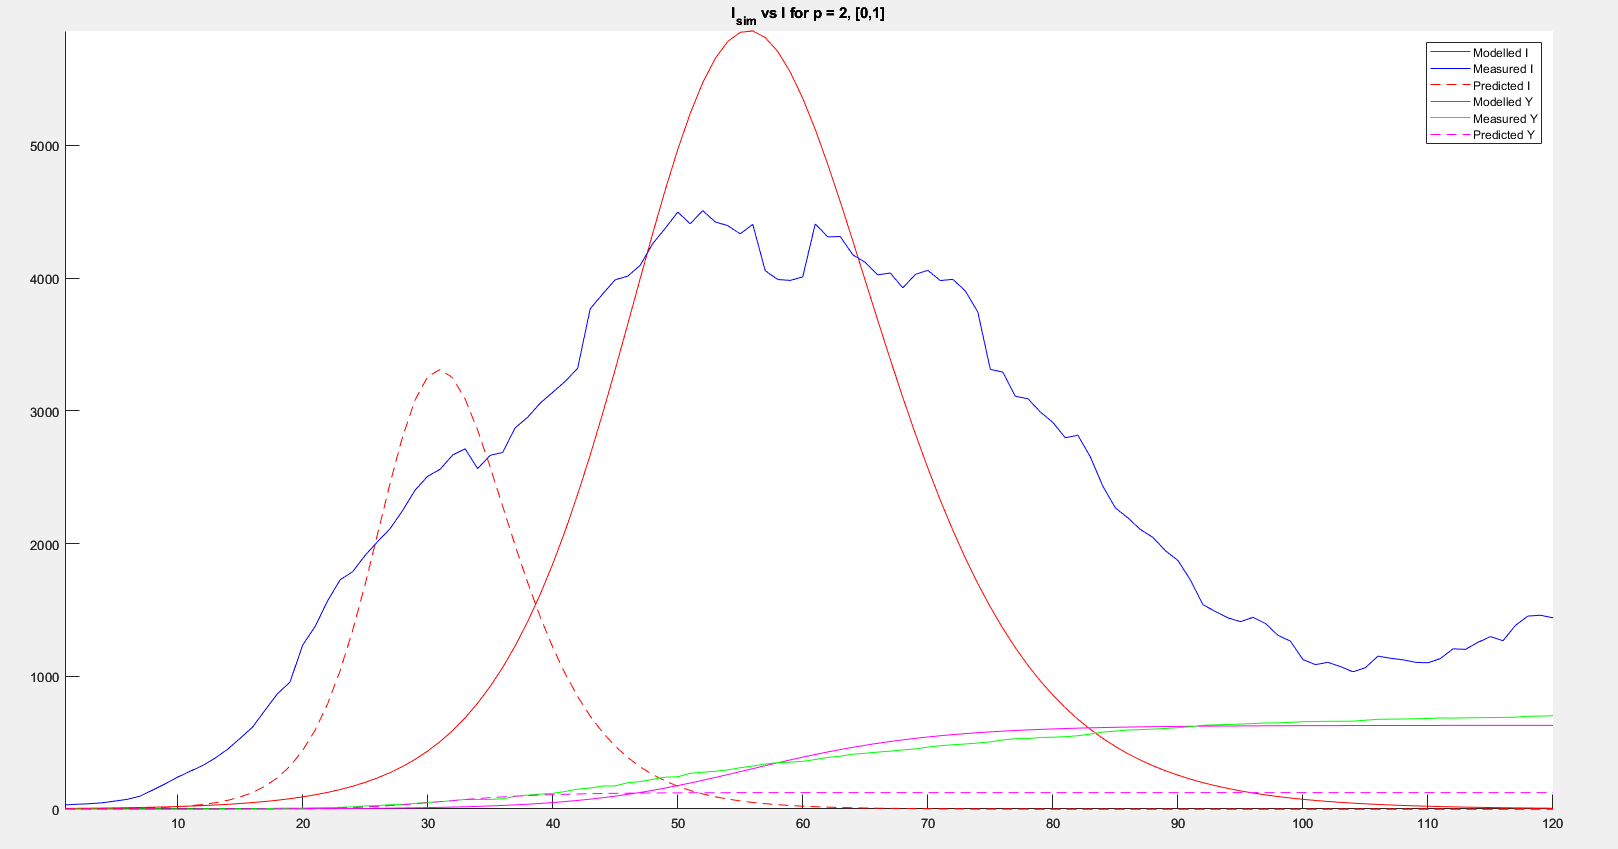 I_sim vs I for p = 2, [0,1]
Modelled I
Measured I
Predicted I
Modelled Y
Measured Y
Predicted Y
5000
4000
3000
2000
1000
0
10 20 30 40 50 60 70 80 90 100 110 120